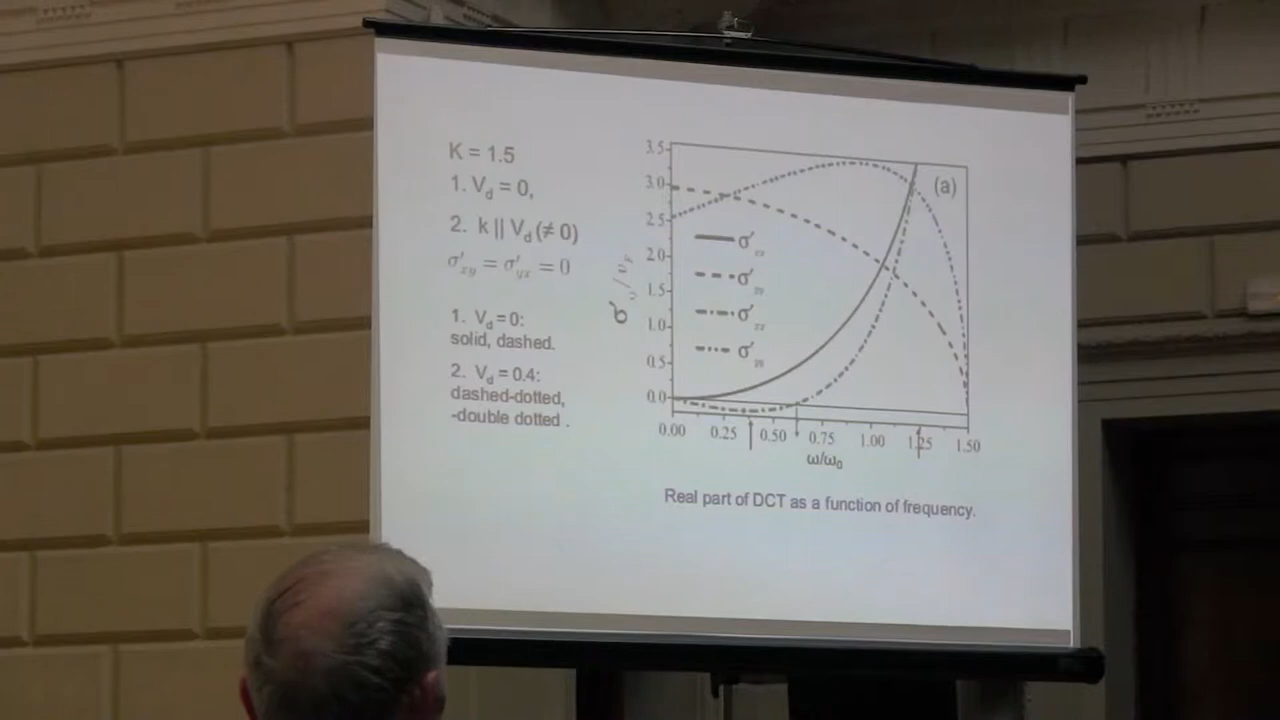 K = 1.5
1. V_d = 0,
2. k || V_d (≠ 0)
σ'_xy = σ'_yx = 0
1. V_d = 0:
solid, dashed.
2. V_d = 0.4:
dashed-dotted,
-double dotted .
3.5
3.0
2.5
2.0
1.5
1.0
0.5
0.0
(a)
σ'
σ'
σ'
σ'
0.00 0.25 0.50 0.75 1.00 1.25 1.50
ω/ω₀
Real part of DCT as a function of frequency.